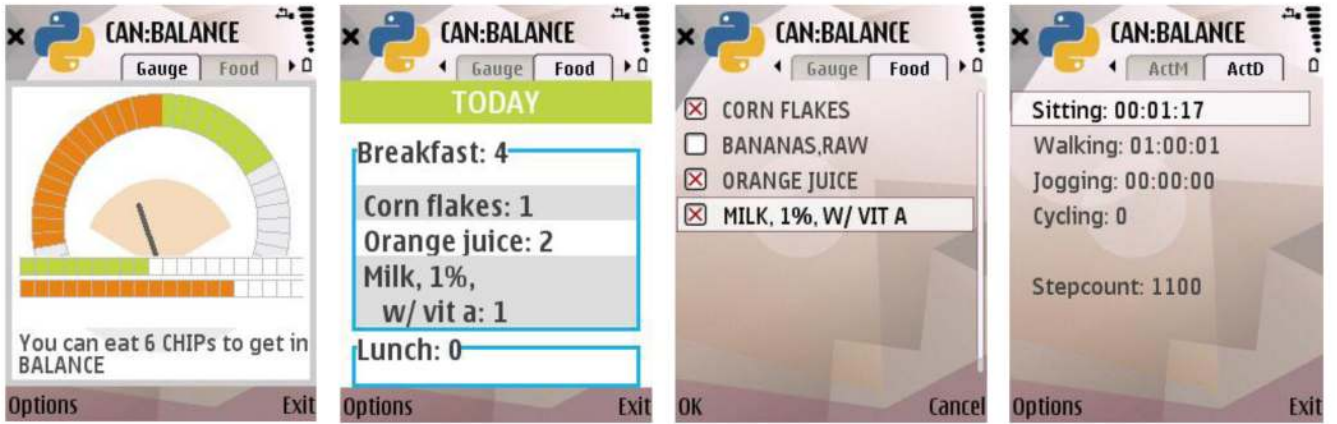 CAN:BALANCE
Gauge Food
You can eat 6 CHIPs to get in
BALANCE
Options Exit
CAN:BALANCE
Gauge Food
TODAY
Breakfast: 4
Corn flakes: 1
Orange juice: 2
Milk, 1%,
w/ vit a: 1
Lunch: 0
Options Exit
CAN:BALANCE
Gauge Food
CORN FLAKES
BANANAS,RAW
ORANGE JUICE
MILK, 1%, W/ VIT A
OK Cancel
CAN:BALANCE
ActM ActD
Sitting: 00:01:17
Walking: 01:00:01
Jogging: 00:00:00
Cycling: 0
Stepcount: 1100
Options Exit